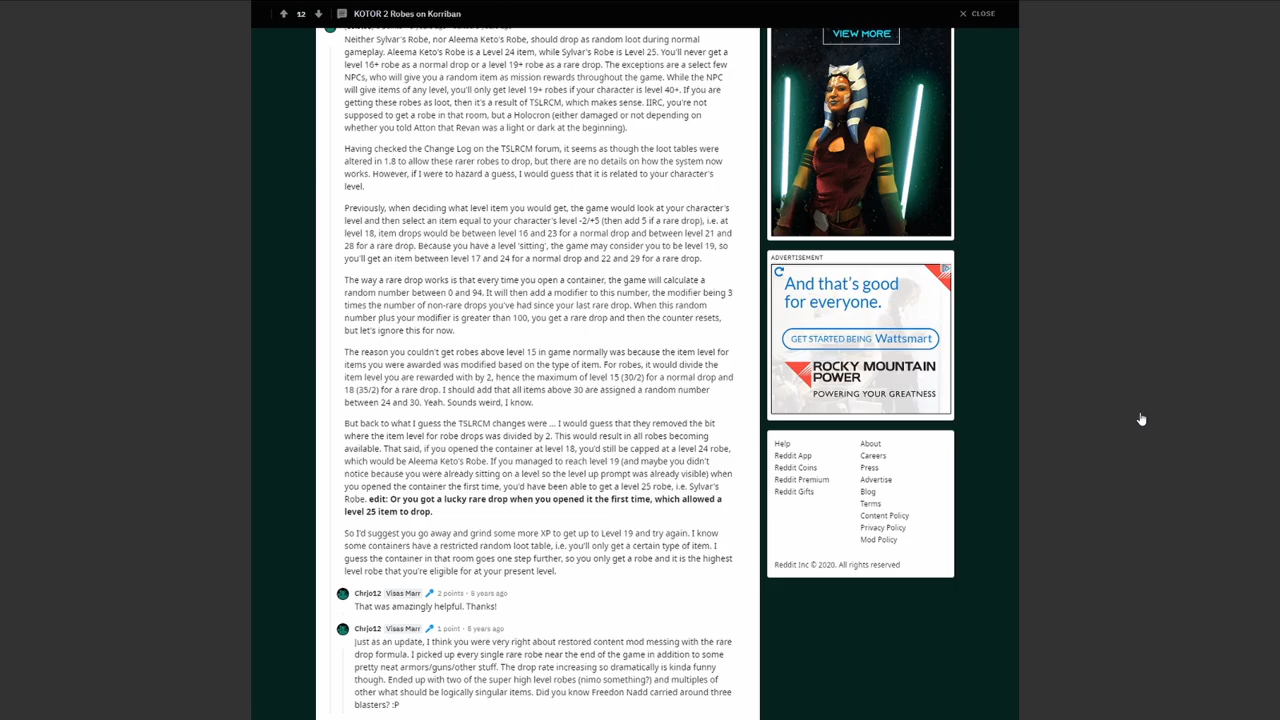 12 KOTOR 2 Robes on Korriban
CLOSE
Neither Sylvar's Robe, nor Aleema Keto's Robe, should drop as random loot during normal
gameplay. Aleema Keto's Robe is a Level 24 item, while Sylvar's Robe is Level 25. You'll never get a
level 16+ robe as a normal drop or a level 19+ robe as a rare drop. The exceptions are a select few
NPCs, who will give you a random item as mission rewards throughout the game. While the NPC
will give items of any level, you'll only get level 19+ robes if your character is level 40+. If you are
getting these robes as loot, then it's a result of TSLRCM, which makes sense. IIRC, you're not
supposed to get a robe in that room, but a Holocron (either damaged or not depending on
whether you told Atton that Revan was a light or dark at the beginning).
Having checked the Change Log on the TSLRCM forum, it seems as though the loot tables were
altered in 1.8 to allow these rarer robes to drop, but there are no details on how the system now
works. However, if I were to hazard a guess, I would guess that it is related to your character's
level.
Previously, when deciding what level item you would get, the game would look at your character's
level and then select an item equal to your character's level -2/+5 (then add 5 if a rare drop), i.e. at
level 18, item drops would be between level 16 and 23 for a normal drop and between level 21 and
28 for a rare drop. Because you have a level 'sitting', the game may consider you to be level 19, so
you'll get an item between level 17 and 24 for a normal drop and 22 and 29 for a rare drop.
The way a rare drop works is that every time you open a container, the game will calculate a
random number between 0 and 94. It will then add a modifier to this number, the modifier being 3
times the number of non-rare drops you've had since your last rare drop. When this random
number plus your modifier is greater than 100, you get a rare drop and then the counter resets,
but let's ignore this for now.
The reason you couldn't get robes above level 15 in game normally was because the item level for
items you were awarded was modified based on the type of item. For robes, it would divide the
item level you are rewarded with by 2, hence the maximum of level 15 (30/2) for a normal drop and
18 (35/2) for a rare drop. I should add that all items above 30 are assigned a random number
between 24 and 30. Yeah. Sounds weird, I know.
But back to what I guess the TSLRCM changes were ... I would guess that they removed the bit
where the item level for robe drops was divided by 2. This would result in all robes becoming
available. That said, if you opened the container at level 18, you'd still be capped at a level 24 robe,
which would be Aleema Keto's Robe. If you managed to reach level 19 (and maybe you didn't
notice because you were already sitting on a level so the level up prompt was already visible) when
you opened the container the first time, you'd have been able to get a level 25 robe, i.e. Sylvar's
Robe. edit: Or you got a lucky rare drop when you opened it the first time, which allowed a
level 25 item to drop.
So I'd suggest you go away and grind some more XP to get up to Level 19 and try again. I know
some containers have a restricted random loot table, i.e. you'll only get a certain type of item. I
guess the container in that room goes one step further, so you only get a robe and it is the highest
level robe that you're eligible for at your present level.
Chrjo12 Visas Marr 2 points · 5 years ago
That was amazingly helpful. Thanks!
Chrjo12 Visas Marr 1 point · 5 years ago
Just as an update, I think you were very right about restored content mod messing with the rare
drop formula. I picked up every single rare robe near the end of the game in addition to some
pretty neat armors/guns/other stuff. The drop rate increasing so dramatically is kinda funny
though. Ended up with two of the super high level robes (nimo something?) and multiples of
other what should be logically singular items. Did you know Freedon Nadd carried around three
blasters? :P
VIEW MORE
ADVERTISEMENT
And that's good
for everyone.
GET STARTED BEING Wattsmart
ROCKY MOUNTAIN
POWER
POWERING YOUR GREATNESS
Help About
Reddit App Careers
Reddit Coins Press
Reddit Premium Advertise
Reddit Gifts Blog
Terms
Content Policy
Privacy Policy
Mod Policy
Reddit Inc © 2020. All rights reserved